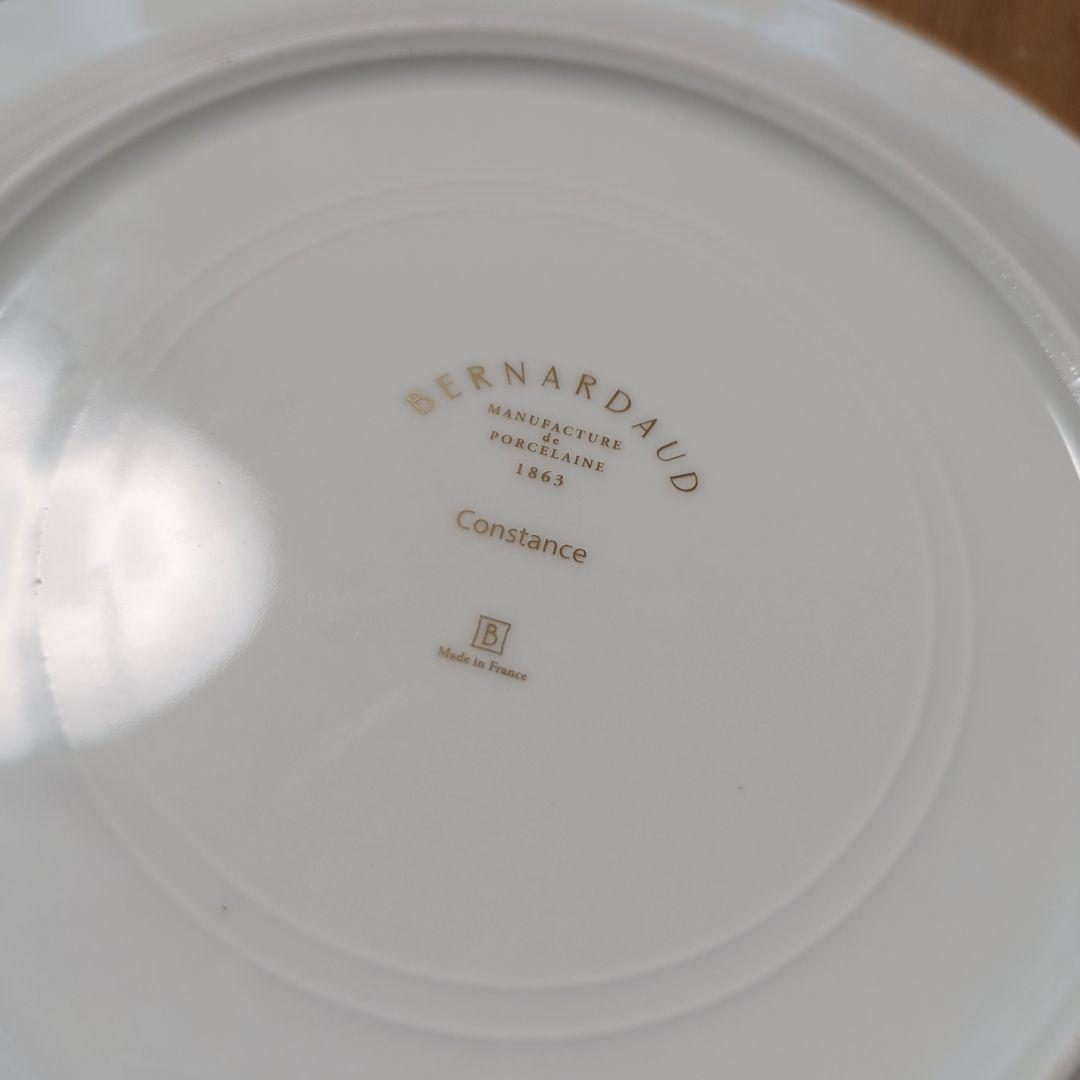 BERNARDAUD
MANUFACTURE
de
PORCELAINE
1863
Constance
B
Made in France